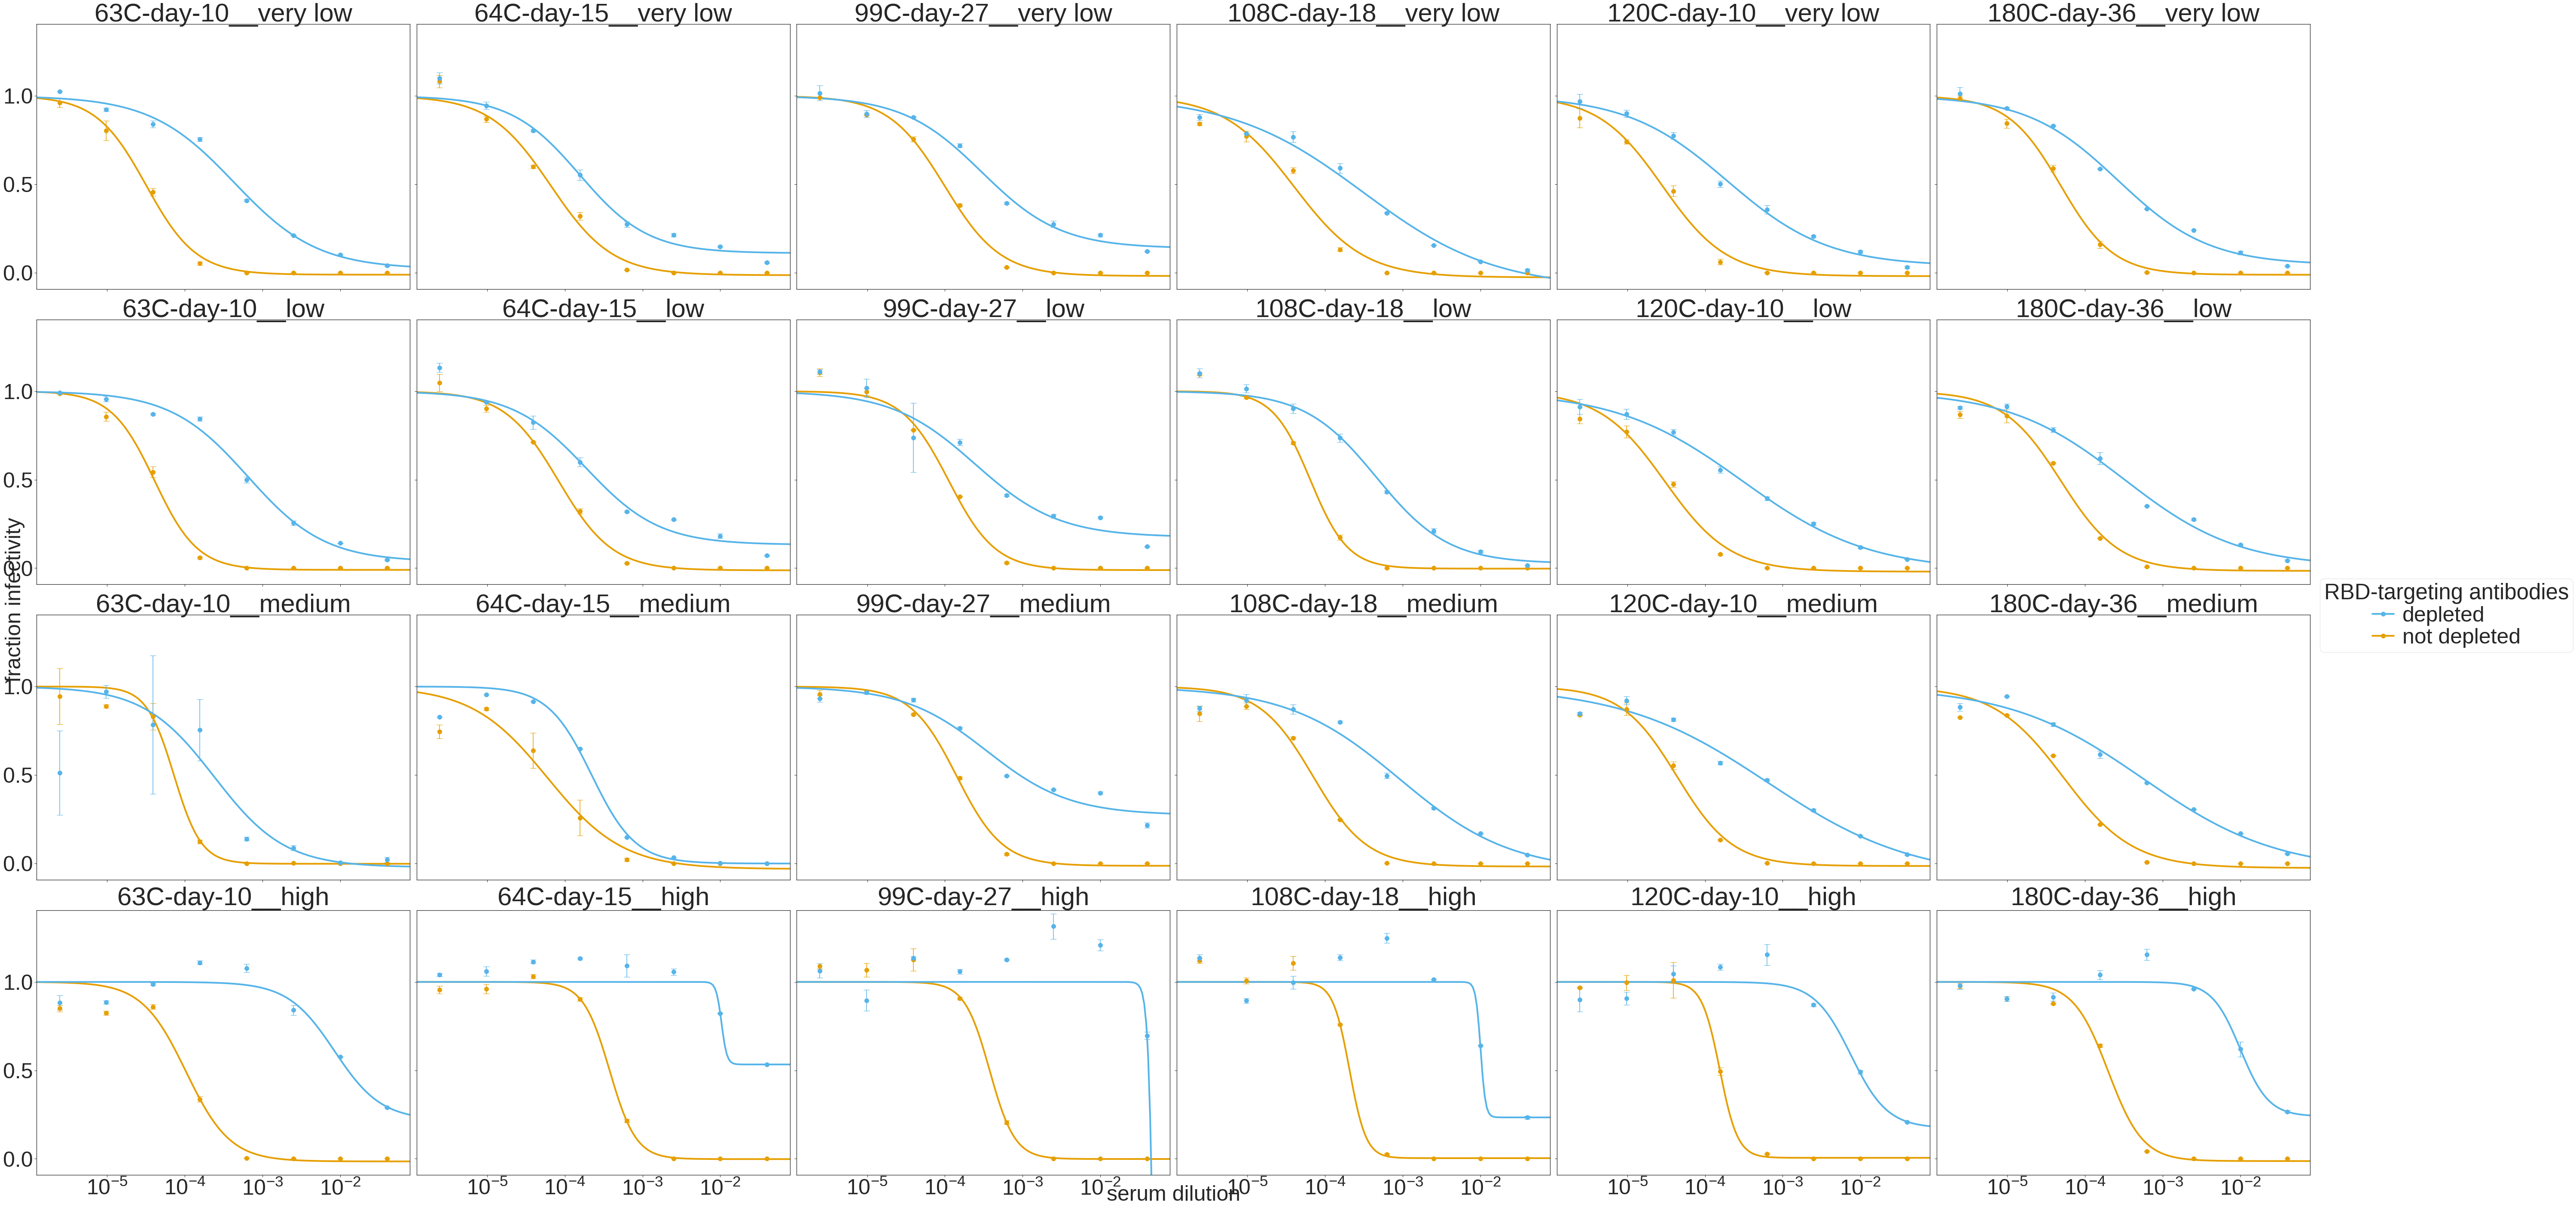 63C-day-10__very low 64C-day-15__very low 99C-day-27__very low 108C-day-18__very low 120C-day-10__very low 180C-day-36__very low
1.0
0.5
0.0
63C-day-10__low 64C-day-15__low 99C-day-27__low 108C-day-18__low 120C-day-10__low 180C-day-36__low
1.0
0.5
0.0
fraction infectivity
63C-day-10__medium 64C-day-15__medium 99C-day-27__medium 108C-day-18__medium 120C-day-10__medium 180C-day-36__medium
1.0
0.5
0.0
RBD-targeting antibodies
depleted
not depleted
63C-day-10__high 64C-day-15__high 99C-day-27__high 108C-day-18__high 120C-day-10__high 180C-day-36__high
1.0
0.5
0.0
10⁻⁵ 10⁻⁴ 10⁻³ 10⁻² 10⁻⁵ 10⁻⁴ 10⁻³ 10⁻² 10⁻⁵ 10⁻⁴ 10⁻³ 10⁻² 10⁻⁵ 10⁻⁴ 10⁻³ 10⁻² 10⁻⁵ 10⁻⁴ 10⁻³ 10⁻² 10⁻⁵ 10⁻⁴ 10⁻³ 10⁻²
serum dilution